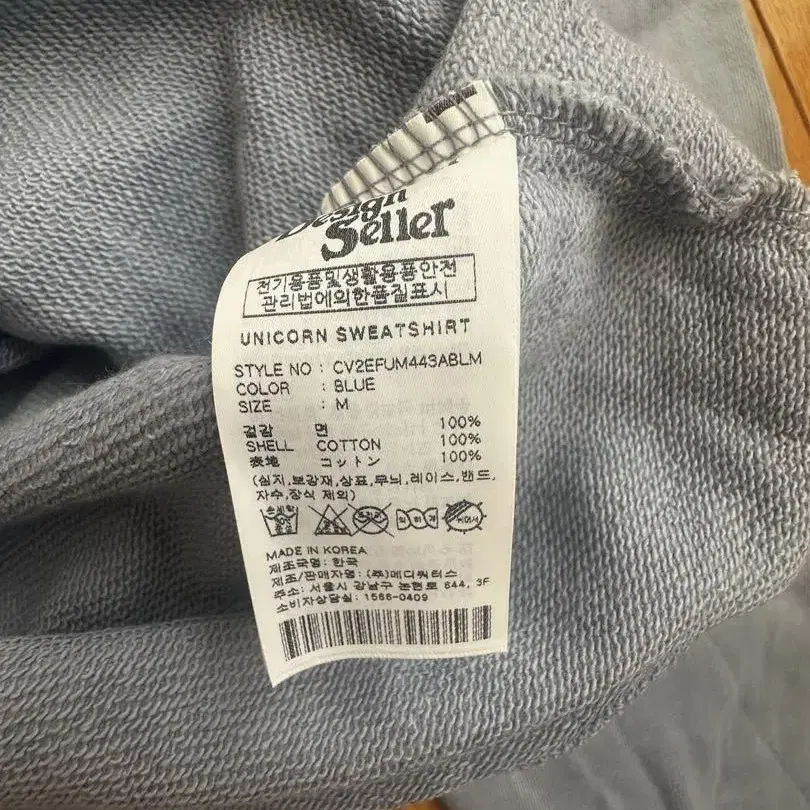 Design
Seller
전기용품및생활용품안전
관리법에의한품질표시
UNICORN SWEATSHIRT
STYLE NO : CV2EFUM443ABLM
COLOR : BLUE
SIZE : M
겉감 면 100%
SHELL COTTON 100%
表地 コットン 100%
(심지,보강재,상표,무늬,레이스,밴드,
자수,장식 제외)
MADE IN KOREA
제조국명: 한국
제조/판매자명: (주)메디쿼터스
주소: 서울시 강남구 논현로 644, 3F
소비자상담실: 1566-0409